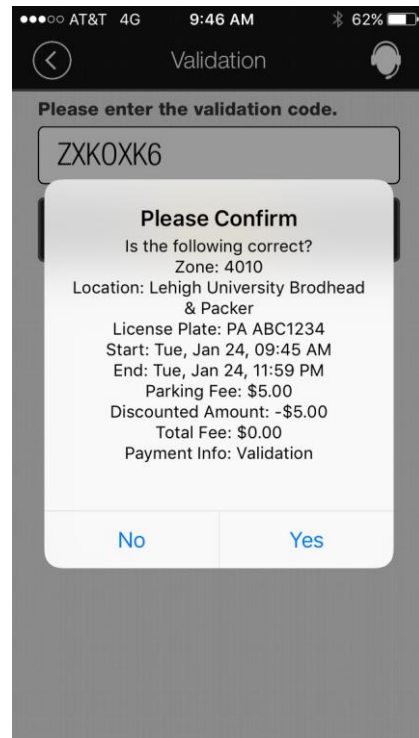 AT&T 4G 9:46 AM 62%
Validation
Please enter the validation code.
ZXKOXK6
Please Confirm
Is the following correct?
Zone: 4010
Location: Lehigh University Brodhead
& Packer
License Plate: PA ABC1234
Start: Tue, Jan 24, 09:45 AM
End: Tue, Jan 24, 11:59 PM
Parking Fee: $5.00
Discounted Amount: -$5.00
Total Fee: $0.00
Payment Info: Validation
No Yes